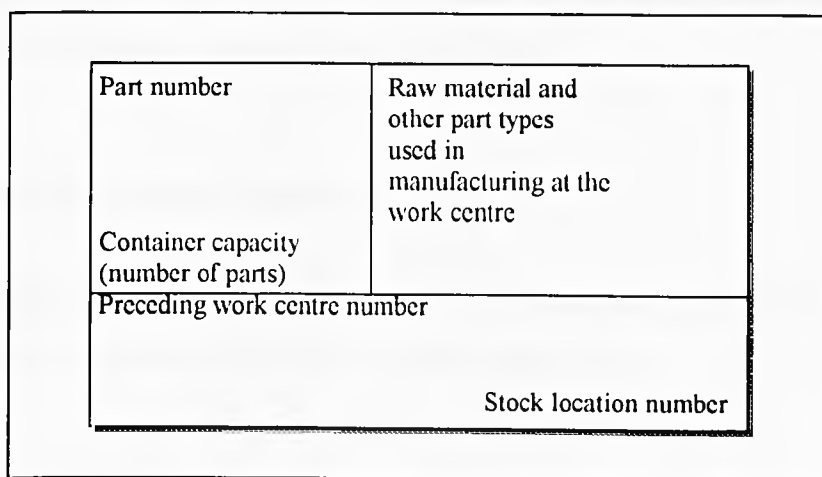 Part number
Container capacity
(number of parts)
Raw material and
other part types
used in
manufacturing at the
work centre
Preceding work centre number
Stock location number